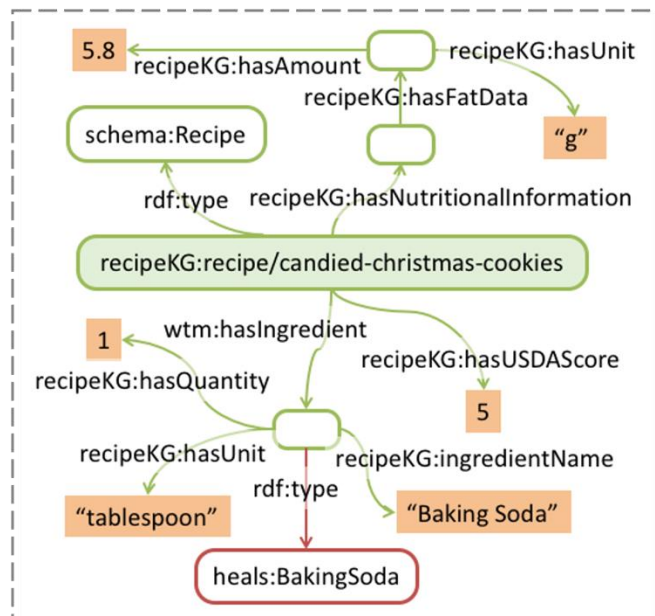 5.8
recipeKG:hasUnit
recipeKG:hasAmount
recipeKG:hasFatData
schema:Recipe
“g”
rdf:type
recipeKG:hasNutritionalInformation
recipeKG:recipe/candied-christmas-cookies
wtm:hasIngredient
1
recipeKG:hasUSDAScore
recipeKG:hasQuantity
5
recipeKG:hasUnit
recipeKG:ingredientName
rdf:type
“tablespoon”
“Baking Soda”
heals:BakingSoda